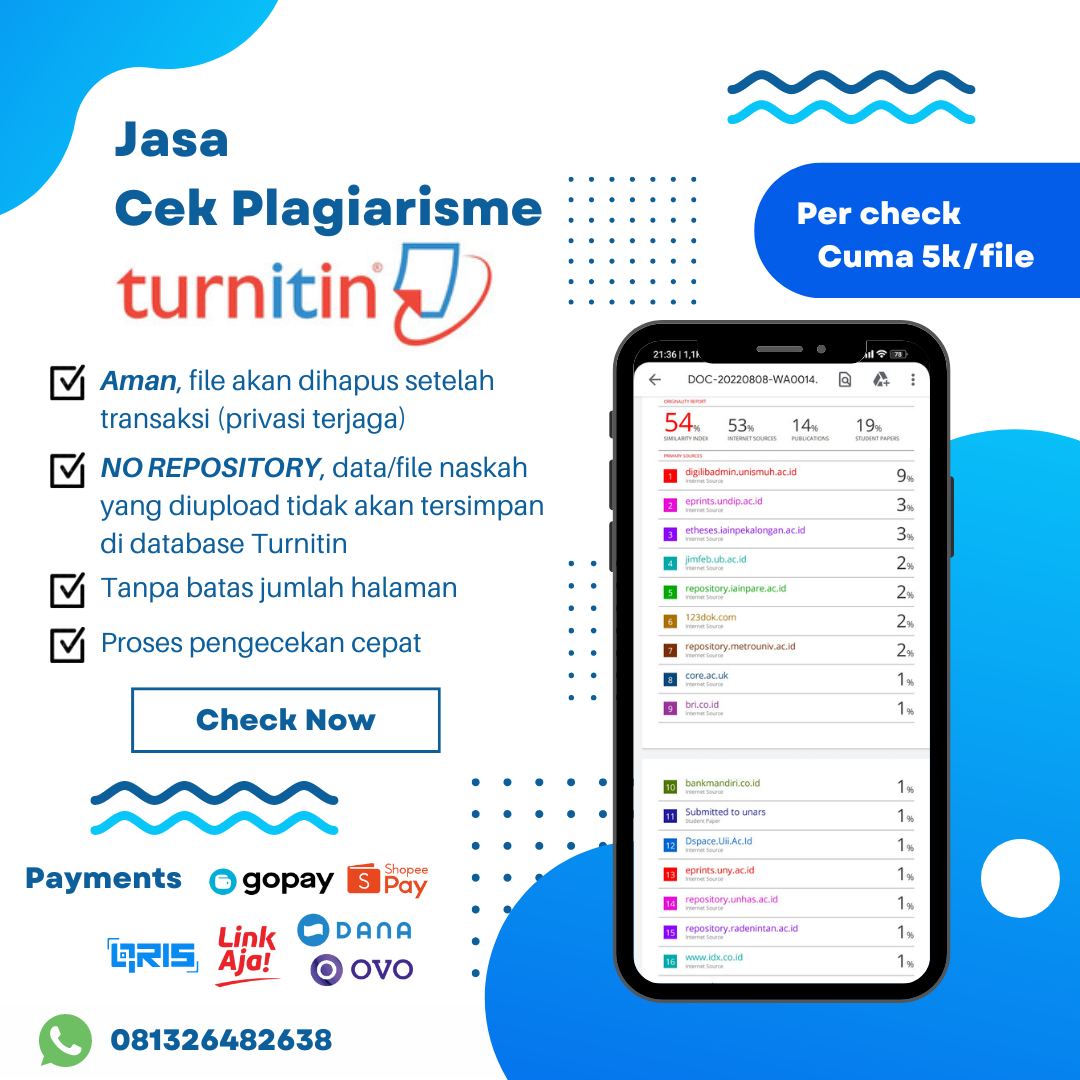 Jasa
Cek Plagiarisme
turnitin®
Per check
Cuma 5k/file
Aman, file akan dihapus setelah
transaksi (privasi terjaga)
NO REPOSITORY, data/file naskah
yang diupload tidak akan tersimpan
di database Turnitin
Tanpa batas jumlah halaman
Proses pengecekan cepat
Check Now
Payments
gopay
S Shopee
Pay
QRIS
Link
Aja!
DANA
OVO
081326482638
21:36 | 1,1K
78
DOC-20220808-WA0014.
ORIGINALITY REPORT
54% 53% 14% 19%
SIMILARITY INDEX INTERNET SOURCES PUBLICATIONS STUDENT PAPERS
PRIMARY SOURCES
1 digilibadmin.unismuh.ac.id 9%
Internet Source
2 eprints.undip.ac.id 3%
Internet Source
3 etheses.iainpekalongan.ac.id 3%
Internet Source
4 jimfeb.ub.ac.id 2%
Internet Source
5 repository.iainpare.ac.id 2%
Internet Source
6 123dok.com 2%
Internet Source
7 repository.metrouniv.ac.id 2%
Internet Source
8 core.ac.uk 1%
Internet Source
9 bri.co.id 1%
Internet Source
10 bankmandiri.co.id 1%
Internet Source
11 Submitted to unars 1%
Student Paper
12 Dspace.Uii.Ac.Id 1%
Internet Source
13 eprints.uny.ac.id 1%
Internet Source
14 repository.unhas.ac.id 1%
Internet Source
15 repository.radenintan.ac.id 1%
Internet Source
16 www.idx.co.id 1%
Internet Source